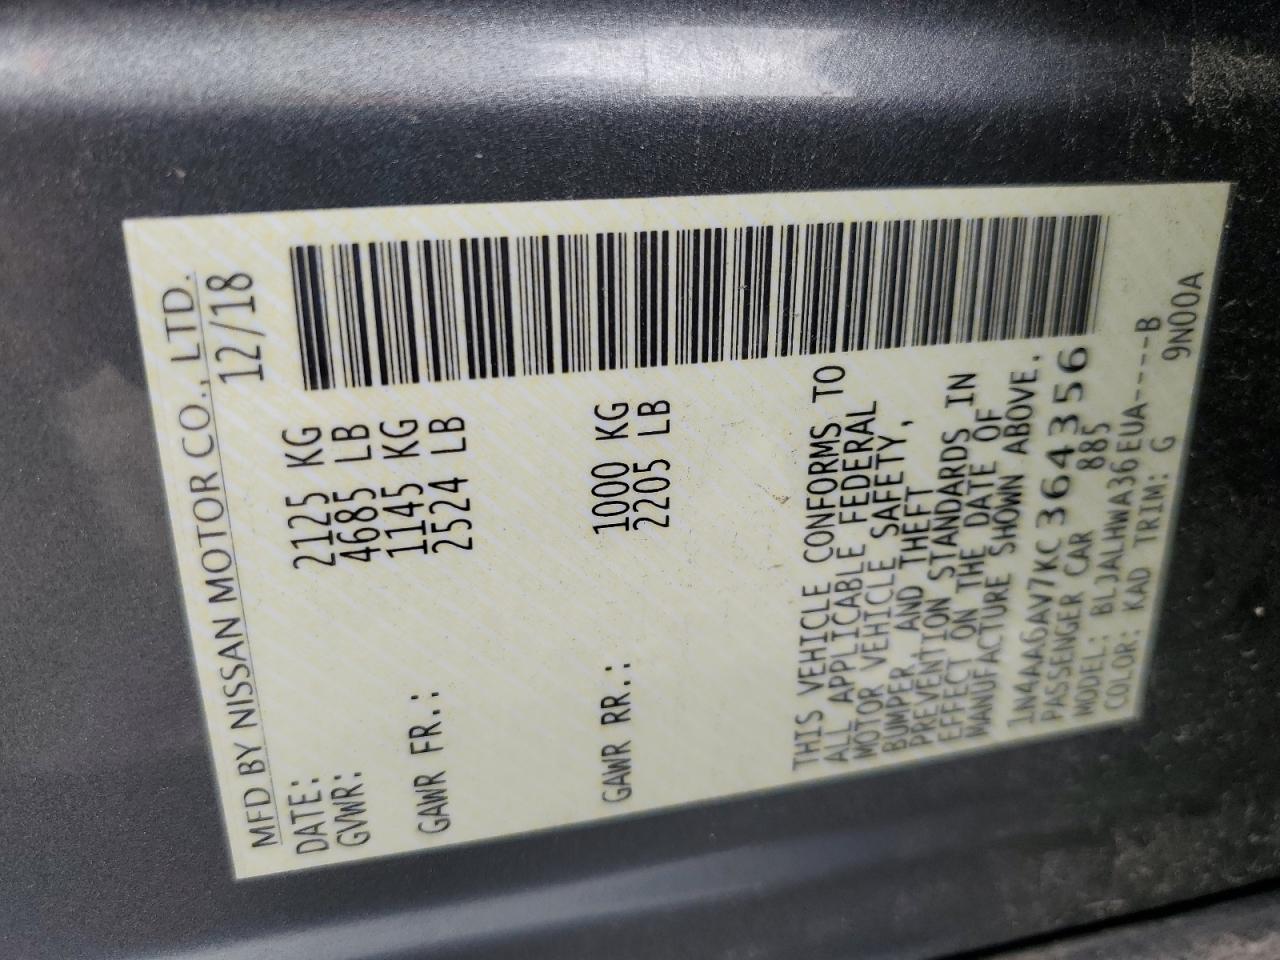 MFD BY NISSAN MOTOR CO., LTD.
DATE: 12/18
GVWR: 2125 KG
4685 LB
GAWR FR.: 1145 KG
2524 LB
GAWR RR.: 1000 KG
2205 LB
THIS VEHICLE CONFORMS TO
ALL APPLICABLE FEDERAL
MOTOR VEHICLE SAFETY,
BUMPER, AND THEFT
PREVENTION STANDARDS IN
EFFECT ON THE DATE OF
MANUFACTURE SHOWN ABOVE.
1N4AA6AV7KC364356
PASSENGER CAR 885
MODEL: BLJALHWA36EUA----B
COLOR: KAD TRIM: G 9N00A